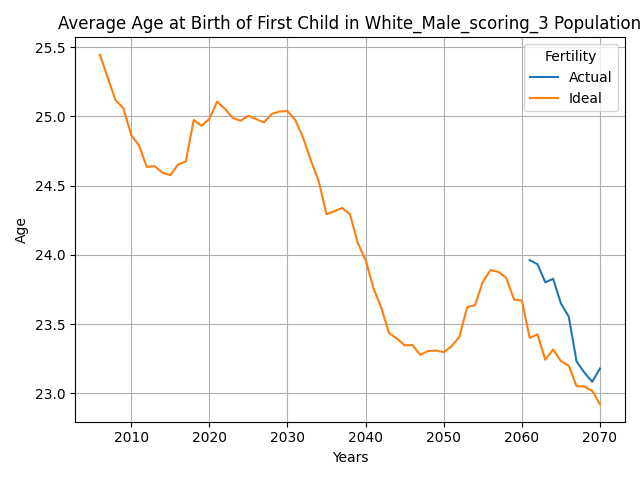 Average Age at Birth of First Child in White_Male_scoring_3 Population
Fertility
Actual
Ideal
Age
25.5
25.0
24.5
24.0
23.5
23.0
2010 2020 2030 2040 2050 2060 2070
Years